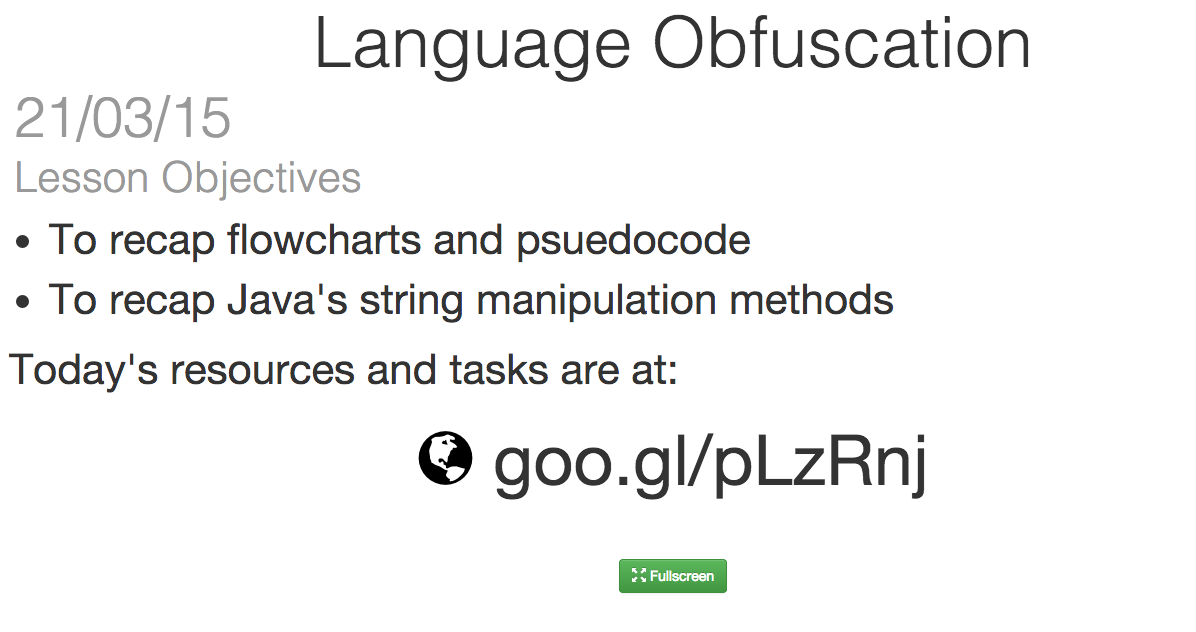 Language Obfuscation
21/03/15
Lesson Objectives
• To recap flowcharts and psuedocode
• To recap Java's string manipulation methods
Today's resources and tasks are at:
goo.gl/pLzRnj
Fullscreen